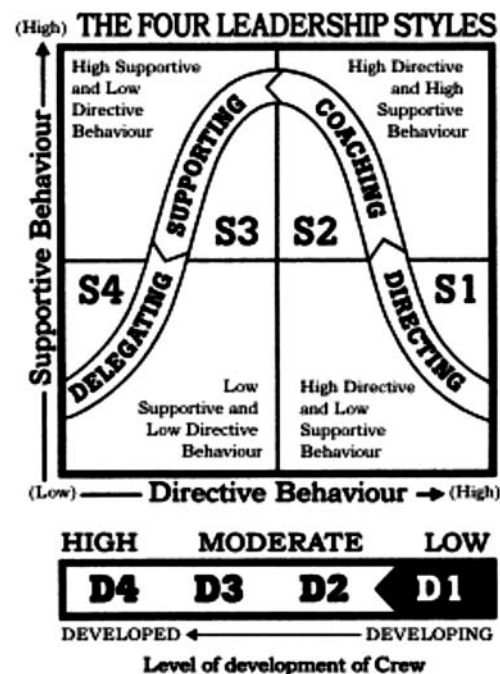 (High) THE FOUR LEADERSHIP STYLES
High Supportive
and Low
Directive
Behaviour
High Directive
and High
Supportive
Behaviour
SUPPORTING
COACHING
S3
S2
S4
S1
DELEGATING
DIRECTING
Low
Supportive and
Low Directive
Behaviour
High Directive
and Low
Supportive
Behaviour
Supportive Behaviour
(Low) Directive Behaviour (High)
HIGH MODERATE LOW
D4 D3 D2 D1
DEVELOPED DEVELOPING
Level of development of Crew